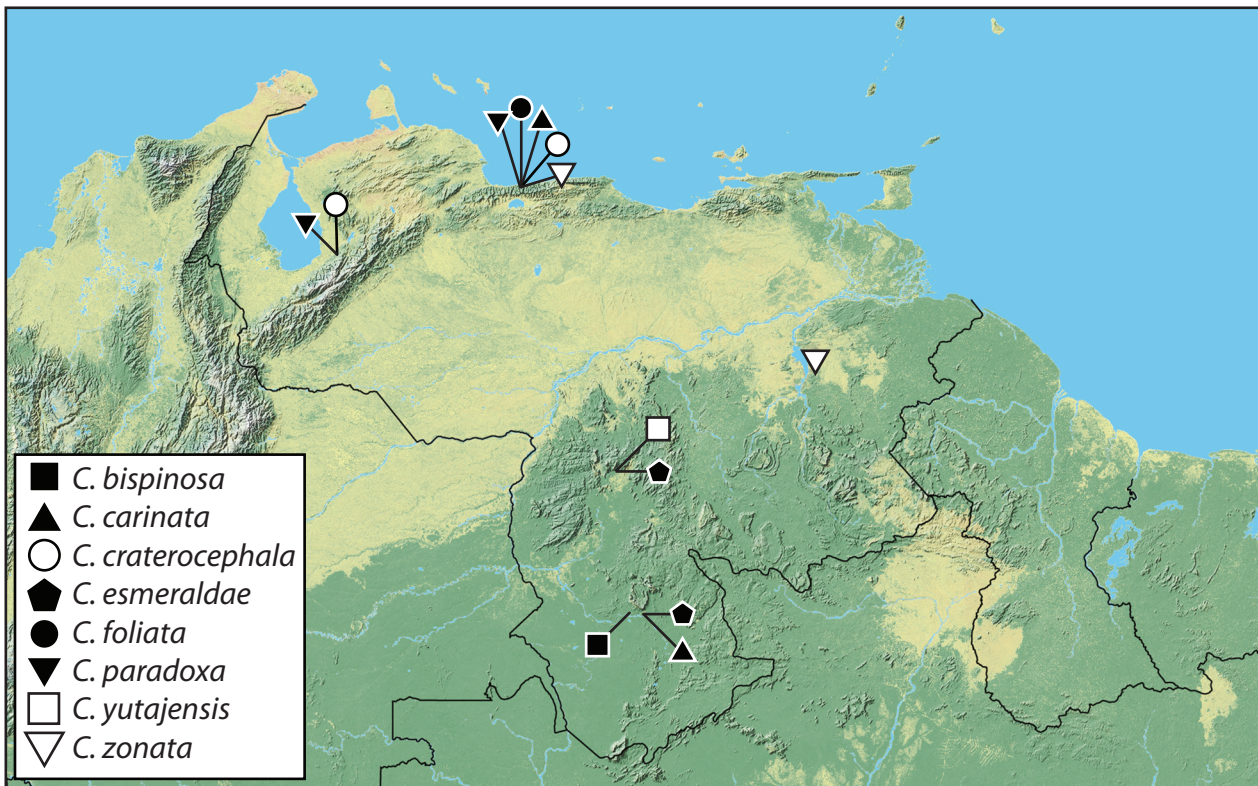 C. bispinosa
C. carinata
C. craterocephala
C. esmeraldae
C. foliata
C. paradoxa
C. yutajensis
C. zonata